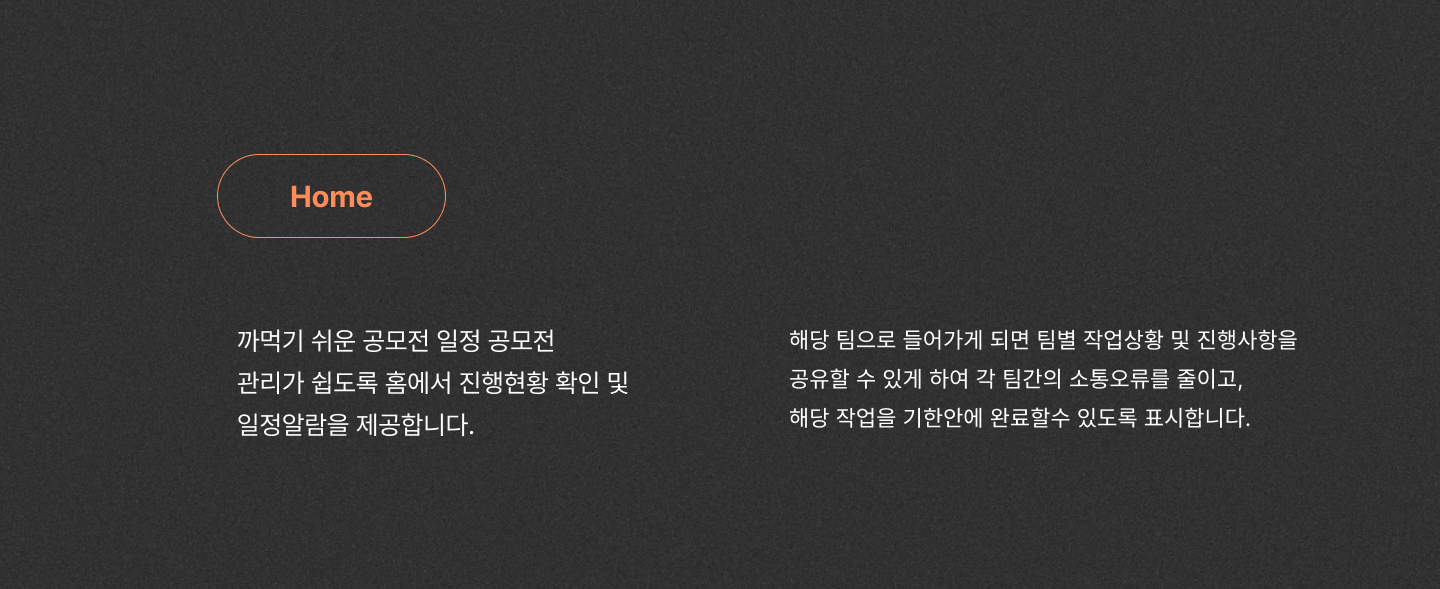 Home
까먹기 쉬운 공모전 일정 공모전
관리가 쉽도록 홈에서 진행현황 확인 및
일정알람을 제공합니다.
해당 팀으로 들어가게 되면 팀별 작업상황 및 진행사항을
공유할 수 있게 하여 각 팀간의 소통오류를 줄이고,
해당 작업을 기한안에 완료할수 있도록 표시합니다.